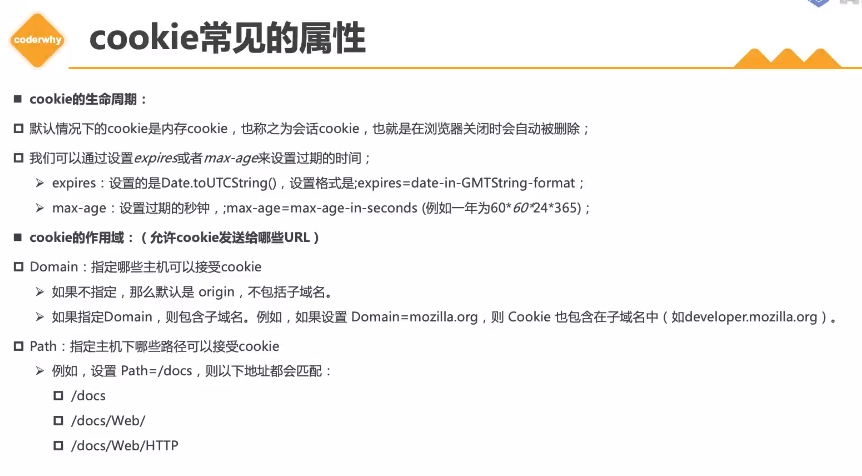 coderwhy
cookie常见的属性
cookie的生命周期：
默认情况下的cookie是内存cookie，也称之为会话cookie，也就是在浏览器关闭时会自动被删除；
我们可以通过设置expires或者max-age来设置过期的时间；
expires：设置的是Date.toUTCString()，设置格式是;expires=date-in-GMTString-format；
max-age：设置过期的秒钟，;max-age=max-age-in-seconds (例如一年为60*60*24*365)；
cookie的作用域：（允许cookie发送给哪些URL）
Domain：指定哪些主机可以接受cookie
如果不指定，那么默认是 origin，不包括子域名。
如果指定Domain，则包含子域名。例如，如果设置 Domain=mozilla.org，则 Cookie 也包含在子域名中（如developer.mozilla.org）。
Path：指定主机下哪些路径可以接受cookie
例如，设置 Path=/docs，则以下地址都会匹配：
/docs
/docs/Web/
/docs/Web/HTTP